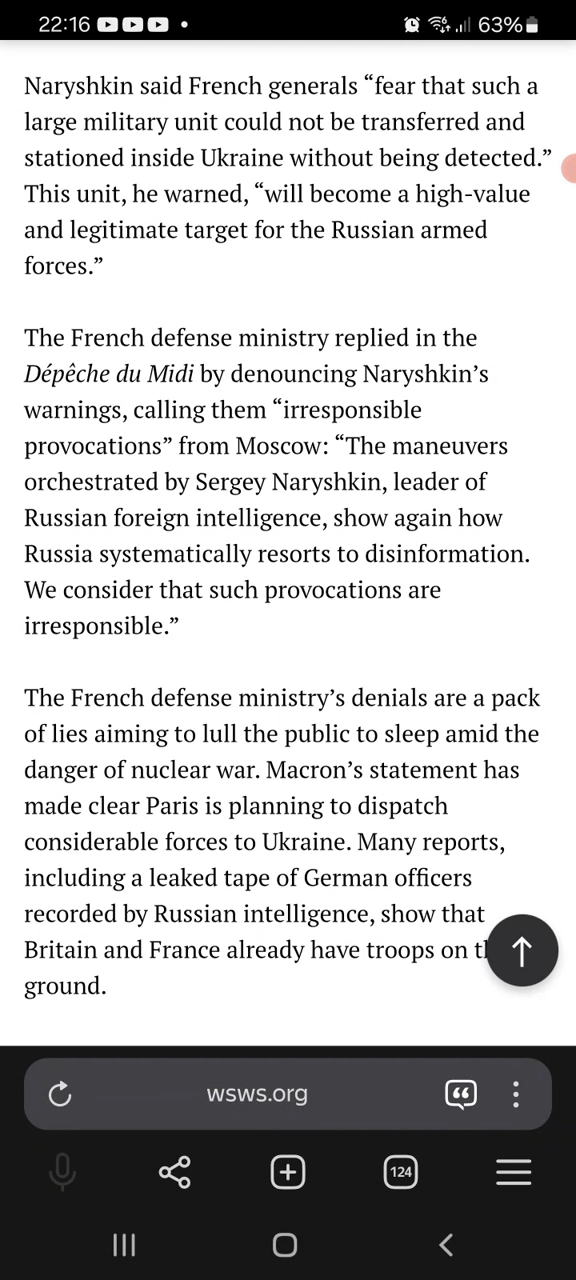 22:16
63%
Naryshkin said French generals “fear that such a
large military unit could not be transferred and
stationed inside Ukraine without being detected.”
This unit, he warned, “will become a high-value
and legitimate target for the Russian armed
forces.”
The French defense ministry replied in the
Dépêche du Midi by denouncing Naryshkin’s
warnings, calling them “irresponsible
provocations” from Moscow: “The maneuvers
orchestrated by Sergey Naryshkin, leader of
Russian foreign intelligence, show again how
Russia systematically resorts to disinformation.
We consider that such provocations are
irresponsible.”
The French defense ministry’s denials are a pack
of lies aiming to lull the public to sleep amid the
danger of nuclear war. Macron’s statement has
made clear Paris is planning to dispatch
considerable forces to Ukraine. Many reports,
including a leaked tape of German officers
recorded by Russian intelligence, show that
Britain and France already have troops on
ground.
wsws.org
124